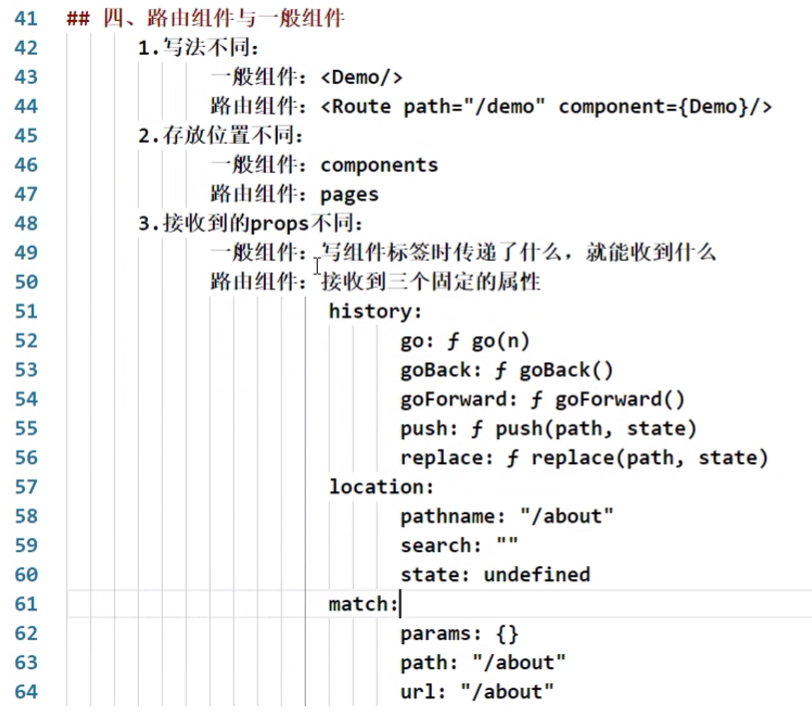 41 ## 四、路由组件与一般组件
42 1.写法不同：
43 一般组件：<Demo/>
44 路由组件：<Route path="/demo" component={Demo}/>
45 2.存放位置不同：
46 一般组件：components
47 路由组件：pages
48 3.接收到的props不同：
49 一般组件：写组件标签时传递了什么，就能收到什么
50 路由组件：接收到三个固定的属性
51 history:
52 go: ƒ go(n)
53 goBack: ƒ goBack()
54 goForward: ƒ goForward()
55 push: ƒ push(path, state)
56 replace: ƒ replace(path, state)
57 location:
58 pathname: "/about"
59 search: ""
60 state: undefined
61 match:
62 params: {}
63 path: "/about"
64 url: "/about"